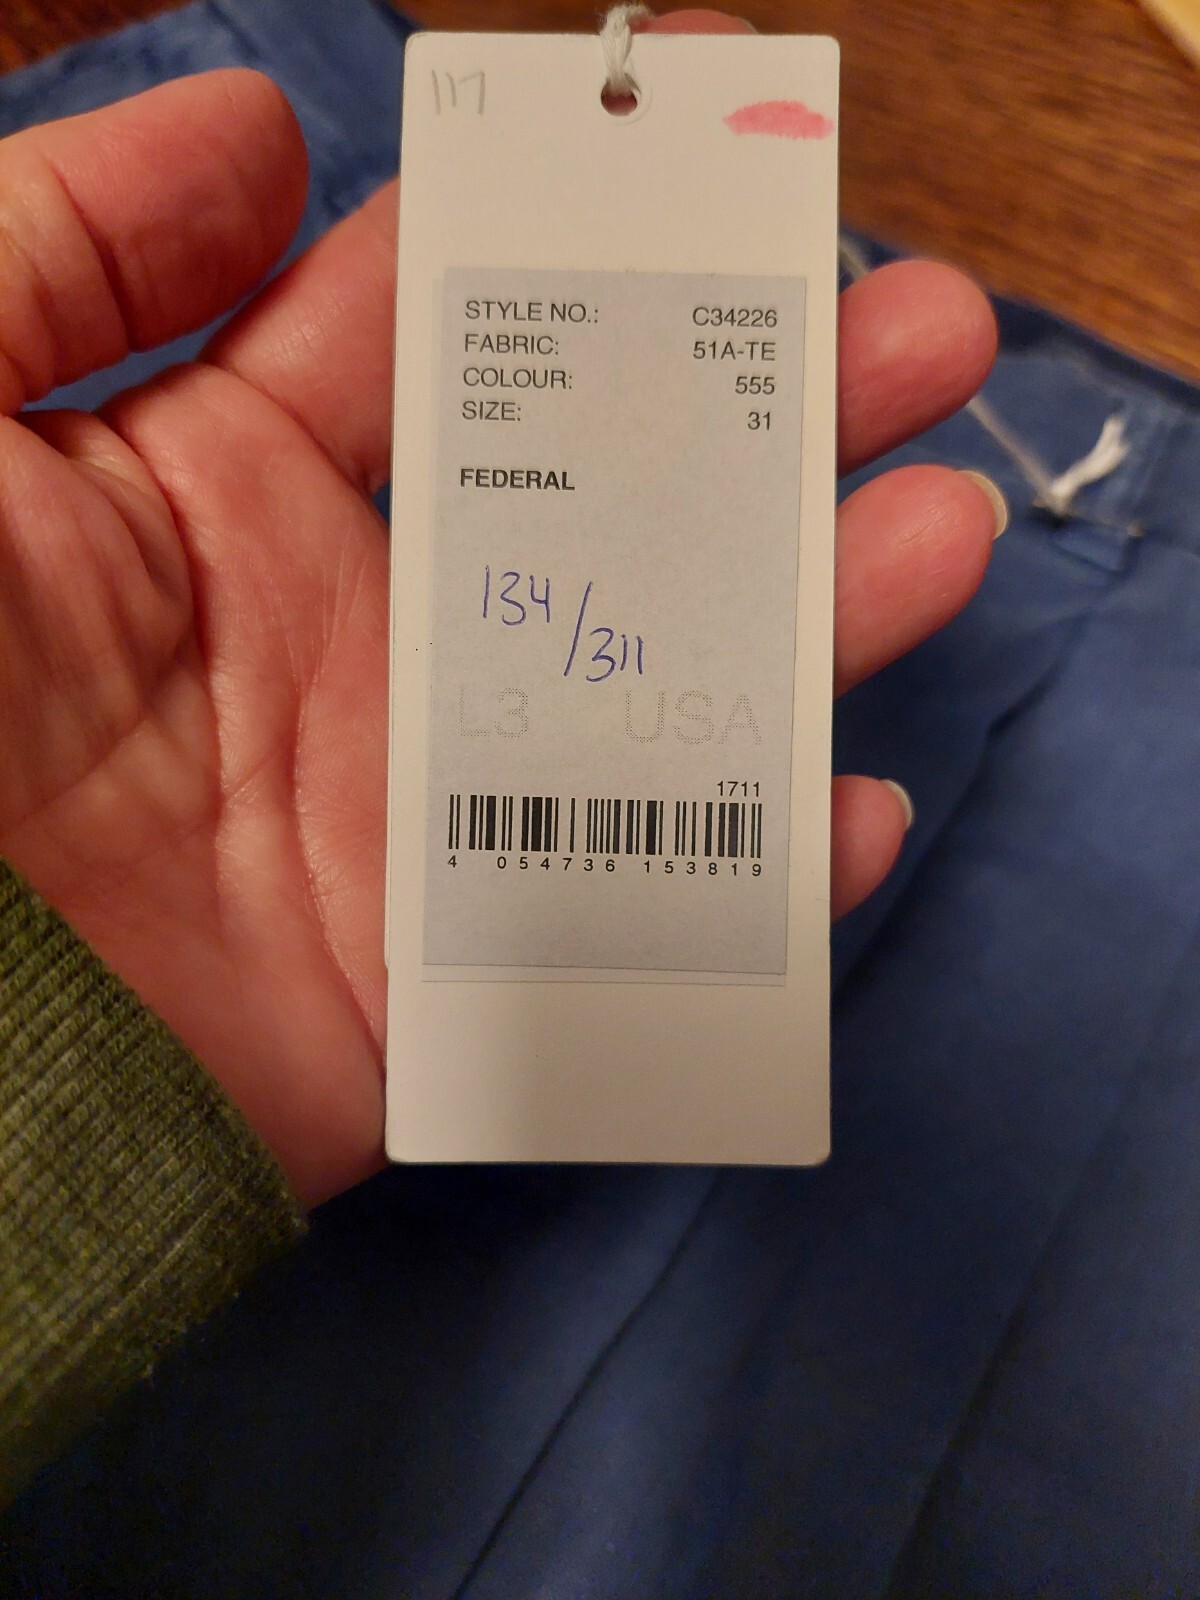 117
STYLE NO.: C34226
FABRIC: 51A-TE
COLOUR: 555
SIZE: 31
FEDERAL
134/311
L3 USA
1711
4 054736 153819